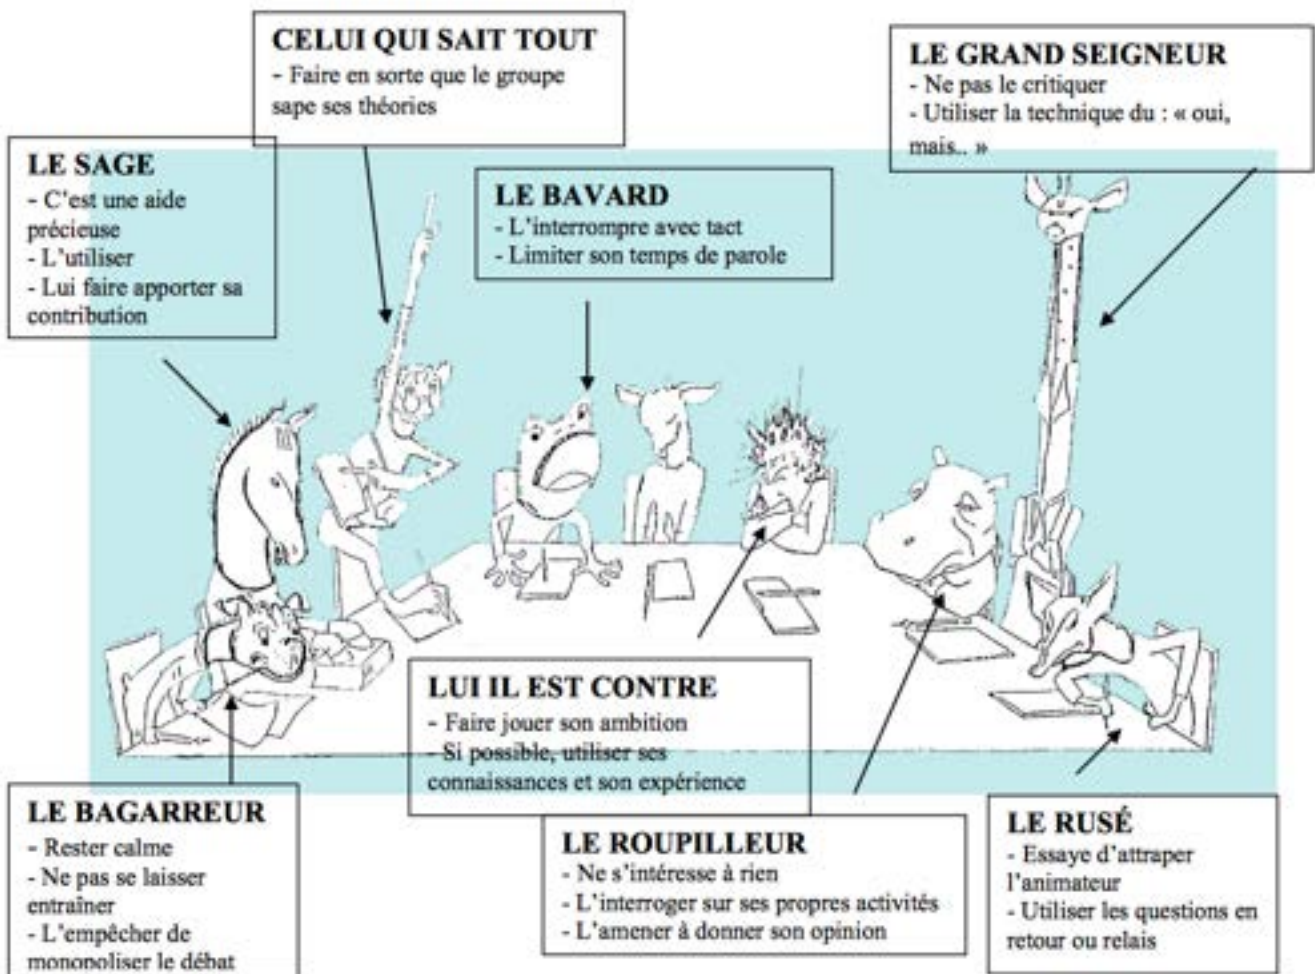 CELUI QUI SAIT TOUT
- Faire en sorte que le groupe
sape ses théories
LE GRAND SEIGNEUR
- Ne pas le critiquer
- Utiliser la technique du : « oui,
mais.. »
LE SAGE
- C'est une aide
précieuse
- L'utiliser
- Lui faire apporter sa
contribution
LE BAVARD
- L'interrompre avec tact
- Limiter son temps de parole
LUI IL EST CONTRE
- Faire jouer son ambition
- Si possible, utiliser ses
connaissances et son expérience
LE BAGARREUR
- Rester calme
- Ne pas se laisser
entraîner
- L'empêcher de
monopoliser le débat
LE ROUPILLEUR
- Ne s'intéresse à rien
- L'interroger sur ses propres activités
- L'amener à donner son opinion
LE RUSÉ
- Essaye d'attraper
l'animateur
- Utiliser les questions en
retour ou relais